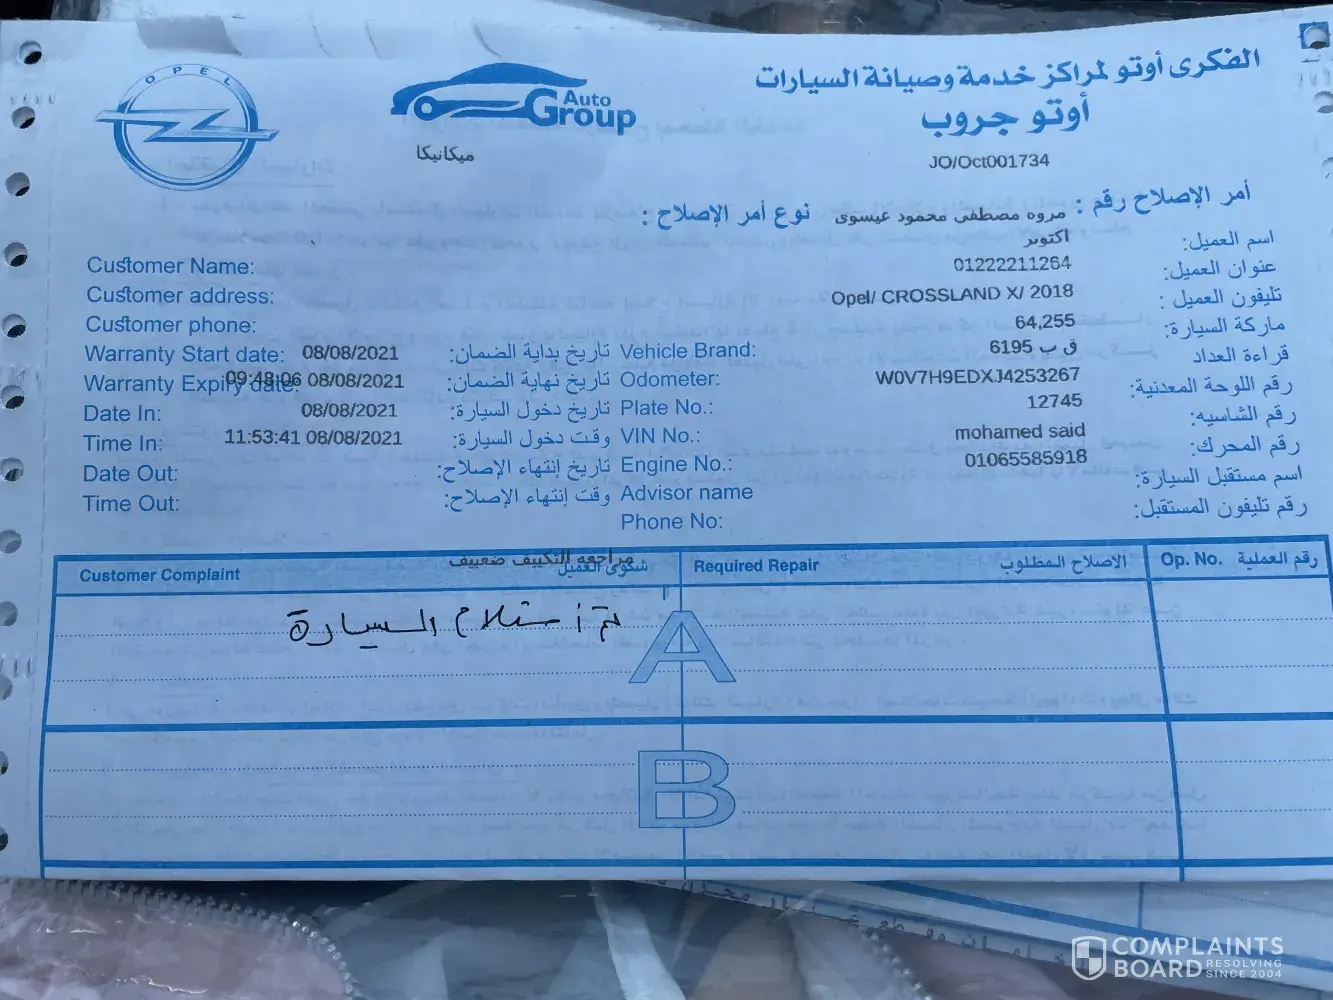 OPEL
Auto Group
الفكرى أوتو لمراكز خدمة وصيانة السيارات
أوتو جروب
ميكانيكا
JO/Oct001734
أمر الإصلاح رقم :
نوع أمر الإصلاح :
مروه مصطفى محمود عيسوى
اسم العميل:
اكتوبر
Customer Name:
01222211264
عنوان العميل:
Customer address:
Opel/ CROSSLAND X/ 2018
تليفون العميل :
Customer phone:
64,255
ماركة السيارة:
Warranty Start date: 08/08/2021 تاريخ بداية الضمان:
Vehicle Brand: ق ب 6195 قراءة العداد
Warranty Expiry date: 09:48:06 08/08/2021 تاريخ نهاية الضمان:
Odometer: W0V7H9EDXJ4253267 رقم اللوحة المعدنية:
Date In: 08/08/2021 تاريخ دخول السيارة:
Plate No.: 12745 رقم الشاسيه:
Time In: 11:53:41 08/08/2021 وقت دخول السيارة:
VIN No.: mohamed said رقم المحرك:
Date Out: تاريخ إنتهاء الإصلاح:
Engine No.: 01065585918 اسم مستقبل السيارة:
Time Out: وقت إنتهاء الإصلاح:
Advisor name رقم تليفون المستقبل:
Phone No:
مراجعه التكييف ضعييف
Customer Complaint شكوى العميل
Required Repair الاصلاح المطلوب
Op. No. رقم العملية
تم أستلام السيارة
A
B
COMPLAINTS
BOARD RESOLVING SINCE 2004